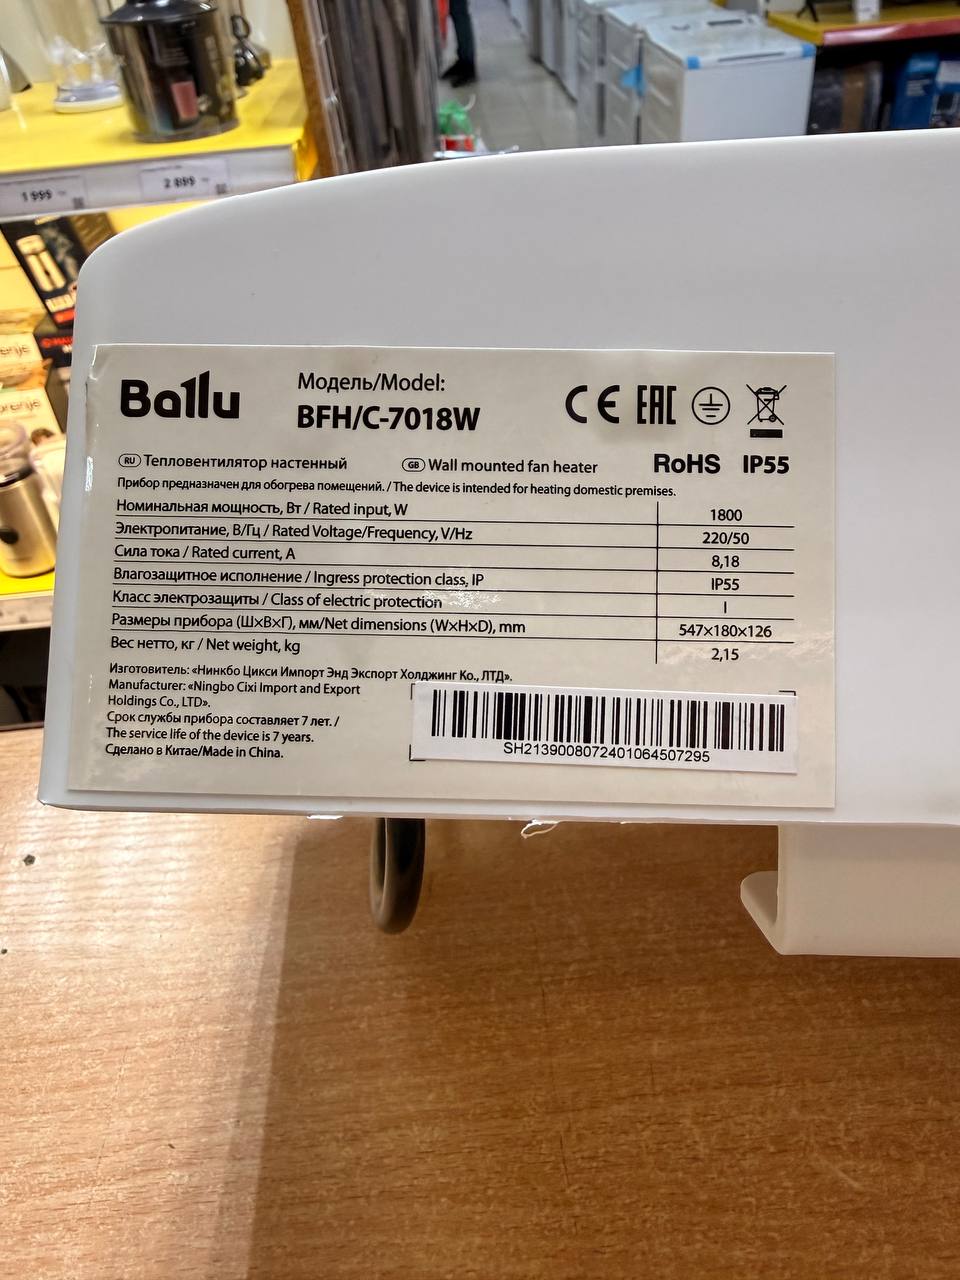 1 999
2 899
Ballu
Модель/Model:
BFH/C-7018W
CE EAC
RU Тепловентилятор настенный
GB Wall mounted fan heater
RoHS IP55
Прибор предназначен для обогрева помещений. / The device is intended for heating domestic premises.
Номинальная мощность, Вт / Rated input, W 1800
Электропитание, В/Гц / Rated Voltage/Frequency, V/Hz 220/50
Сила тока / Rated current, A 8,18
Влагозащитное исполнение / Ingress protection class, IP IP55
Класс электрозащиты / Class of electric protection I
Размеры прибора (Ш×В×Г), мм/Net dimensions (W×H×D), mm 547×180×126
Вес нетто, кг / Net weight, kg 2,15
Изготовитель: «Нинкбо Цикси Импорт Энд Экспорт Холджинг Ко., ЛТД».
Manufacturer: «Ningbo Cixi Import and Export
Holdings Co., LTD».
Срок службы прибора составляет 7 лет. /
The service life of the device is 7 years.
Сделано в Китае/Made in China.
SH2139008072401064507295